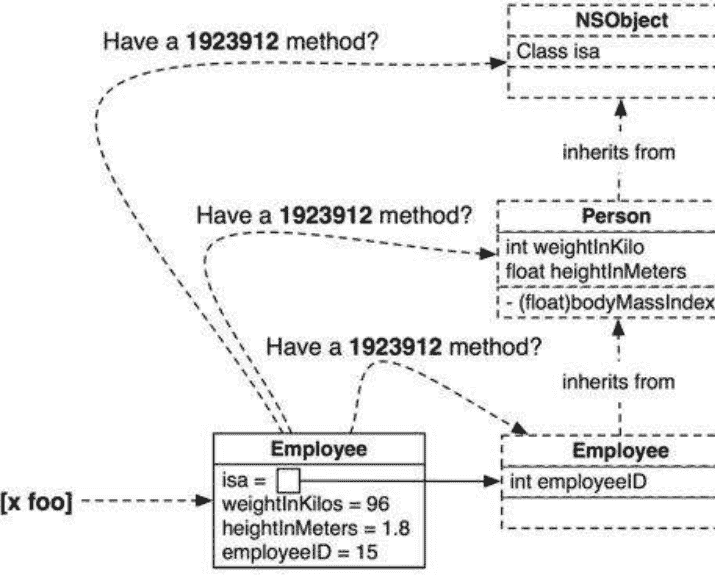 NSObject
Have a 1923912 method?
Class isa
inherits from
Have a 1923912 method?
Person
int weightInKilo
float heightInMeters
- (float)bodyMassIndex
Have a 1923912 method?
inherits from
Employee
Employee
isa =
int employeeID
[x foo]
weightInKilos = 96
heightInMeters = 1.8
employeeID = 15